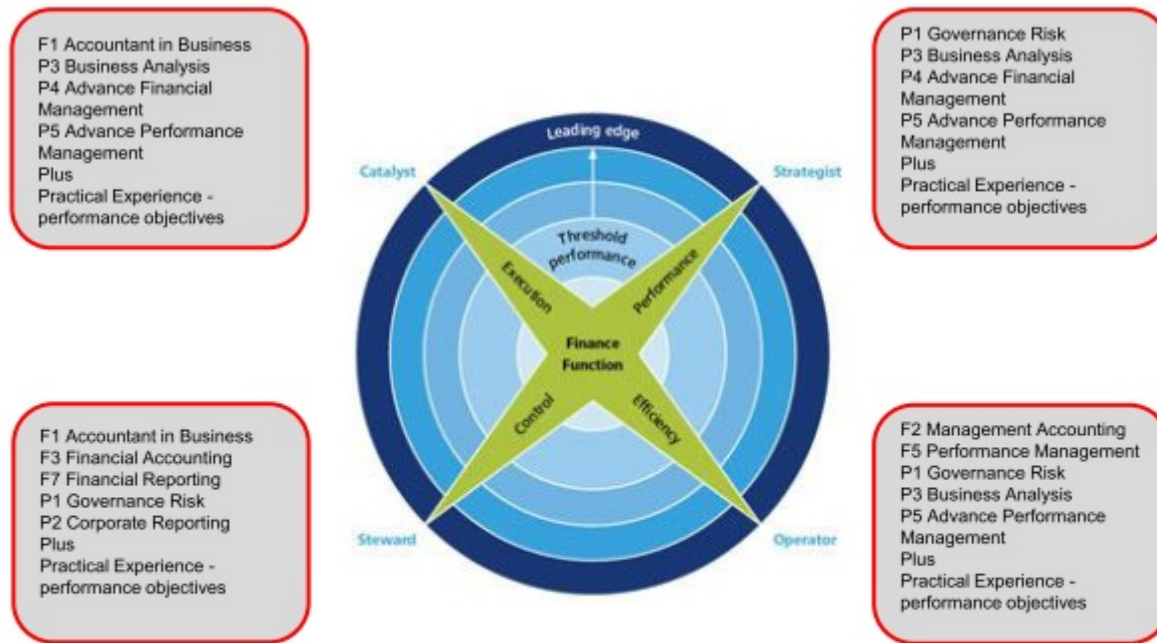 F1 Accountant in Business
P3 Business Analysis
P4 Advance Financial
Management
P5 Advance Performance
Management
Plus
Practical Experience -
performance objectives
P1 Governance Risk
P3 Business Analysis
P4 Advance Financial
Management
P5 Advance Performance
Management
Plus
Practical Experience -
performance objectives
Leading edge
Catalyst
Strategist
Threshold
performance
Execution
Performance
Finance
Function
Control
Efficiency
Steward
Operator
F1 Accountant in Business
F3 Financial Accounting
F7 Financial Reporting
P1 Governance Risk
P2 Corporate Reporting
Plus
Practical Experience -
performance objectives
F2 Management Accounting
F5 Performance Management
P1 Governance Risk
P3 Business Analysis
P5 Advance Performance
Management
Plus
Practical Experience -
performance objectives